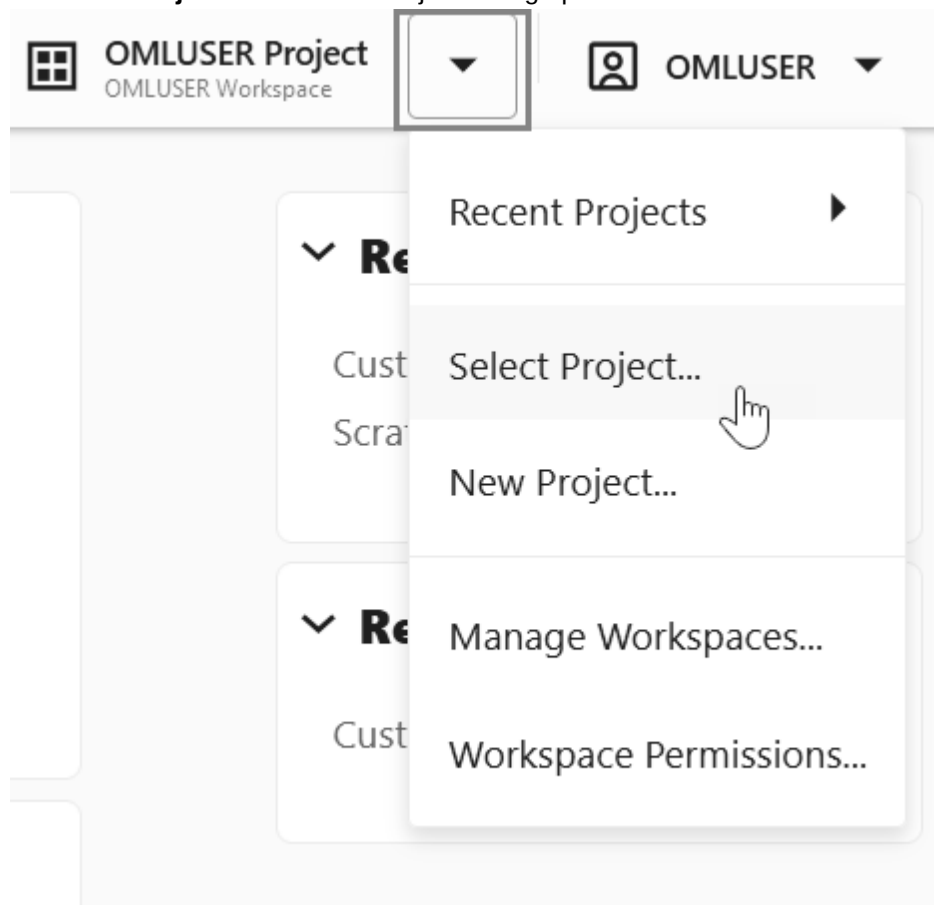 OMLUSER Project
OMLUSER Workspace
OMLUSER
Recent Projects
Select Project...
New Project...
Manage Workspaces...
Workspace Permissions...